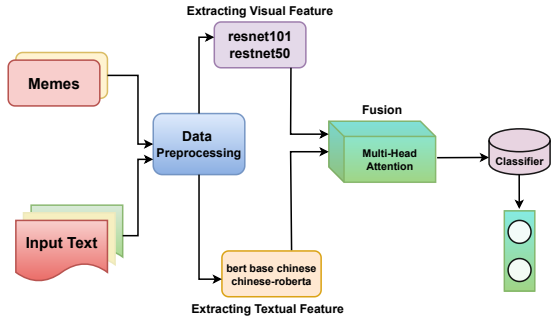 Extracting Visual Feature
resnet101
restnet50
Memes
Fusion
Data
Preprocessing
Multi-Head
Attention
Classifier
Input Text
bert base chinese
chinese-roberta
Extracting Textual Feature